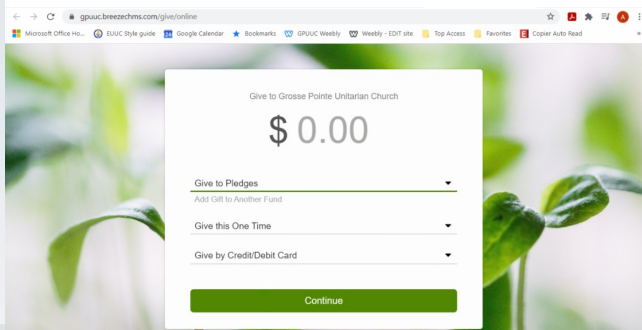 gpuuc.breezechms.com/give/online
Microsoft Office Ho... EUUC Style guide Google Calendar Bookmarks GPUUC Weebly Weebly - EDIT site Top Access Favorites Copier Auto Read »
Give to Grosse Pointe Unitarian Church
$ 0.00
Give to Pledges
Add Gift to Another Fund
Give this One Time
Give by Credit/Debit Card
Continue